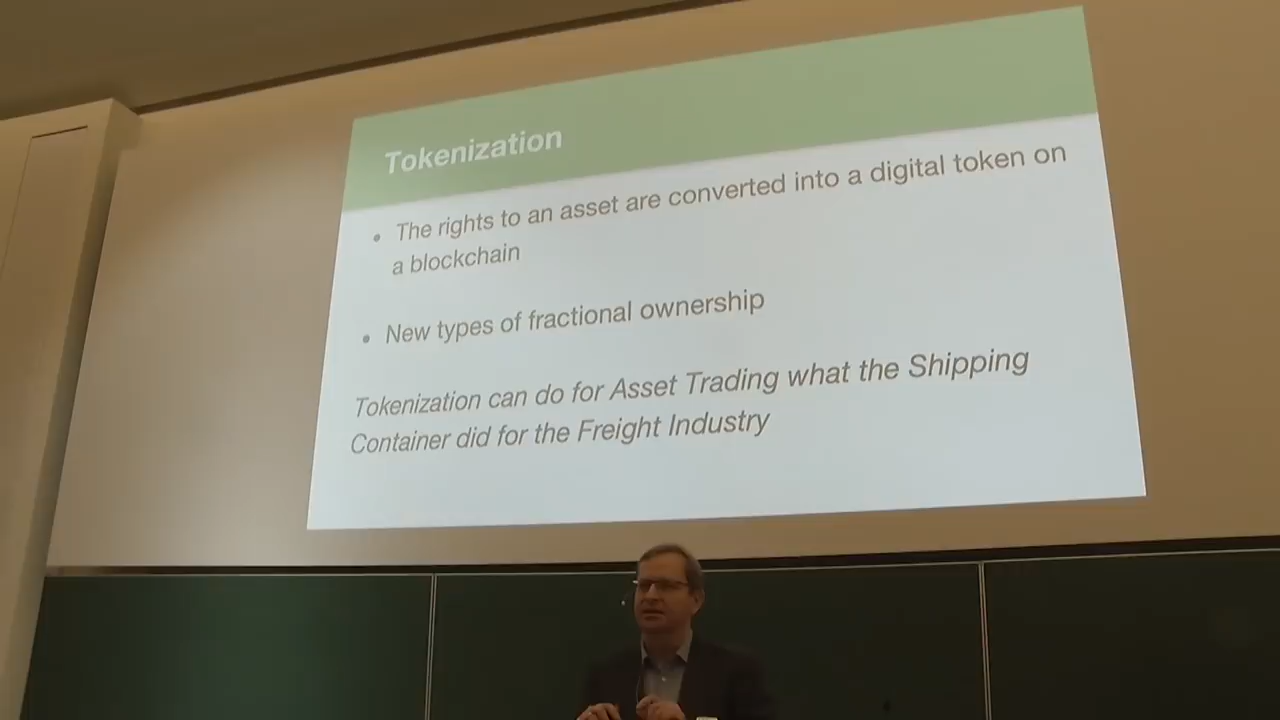 Tokenization
• The rights to an asset are converted into a digital token on
a blockchain
• New types of fractional ownership
Tokenization can do for Asset Trading what the Shipping
Container did for the Freight Industry